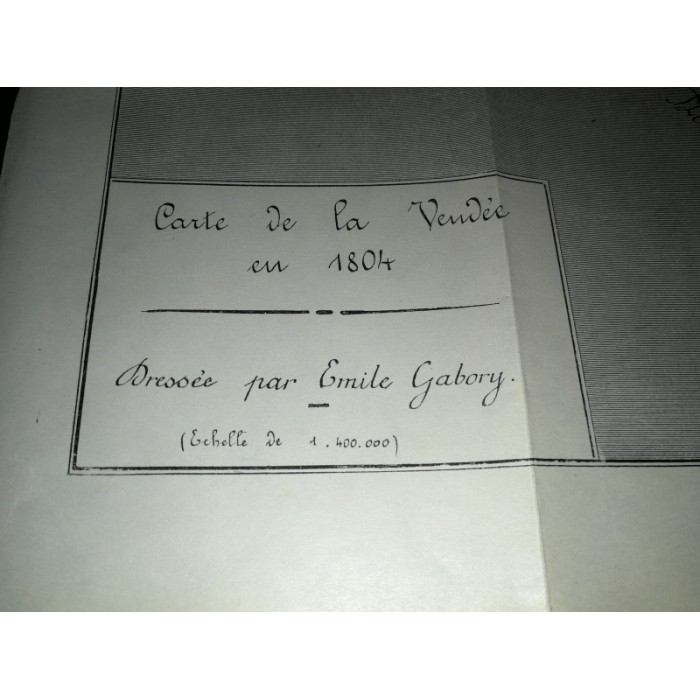 Carte de la Vendée
en 1804
Dressée par Emile Gabory.
(Echelle de 1.400.000)